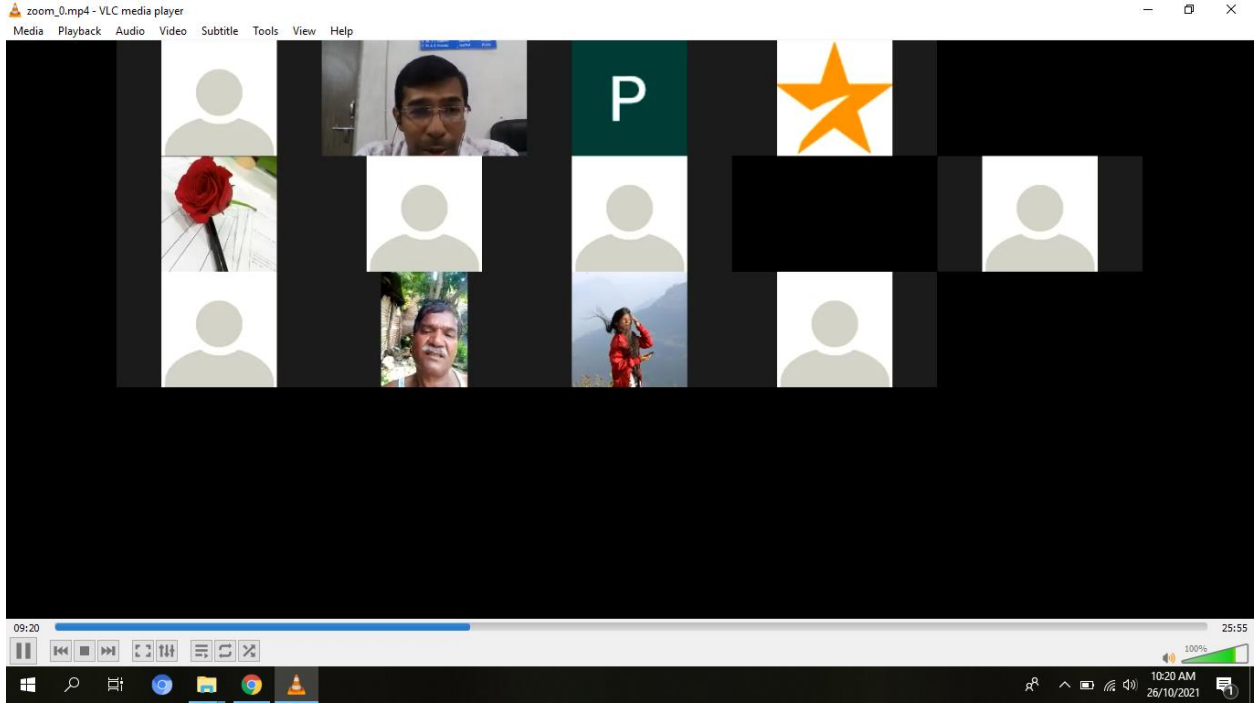 zoom_0.mp4 - VLC media player
Media Playback Audio Video Subtitle Tools View Help
P
09:20
25:55
100%
10:20 AM
26/10/2021
1